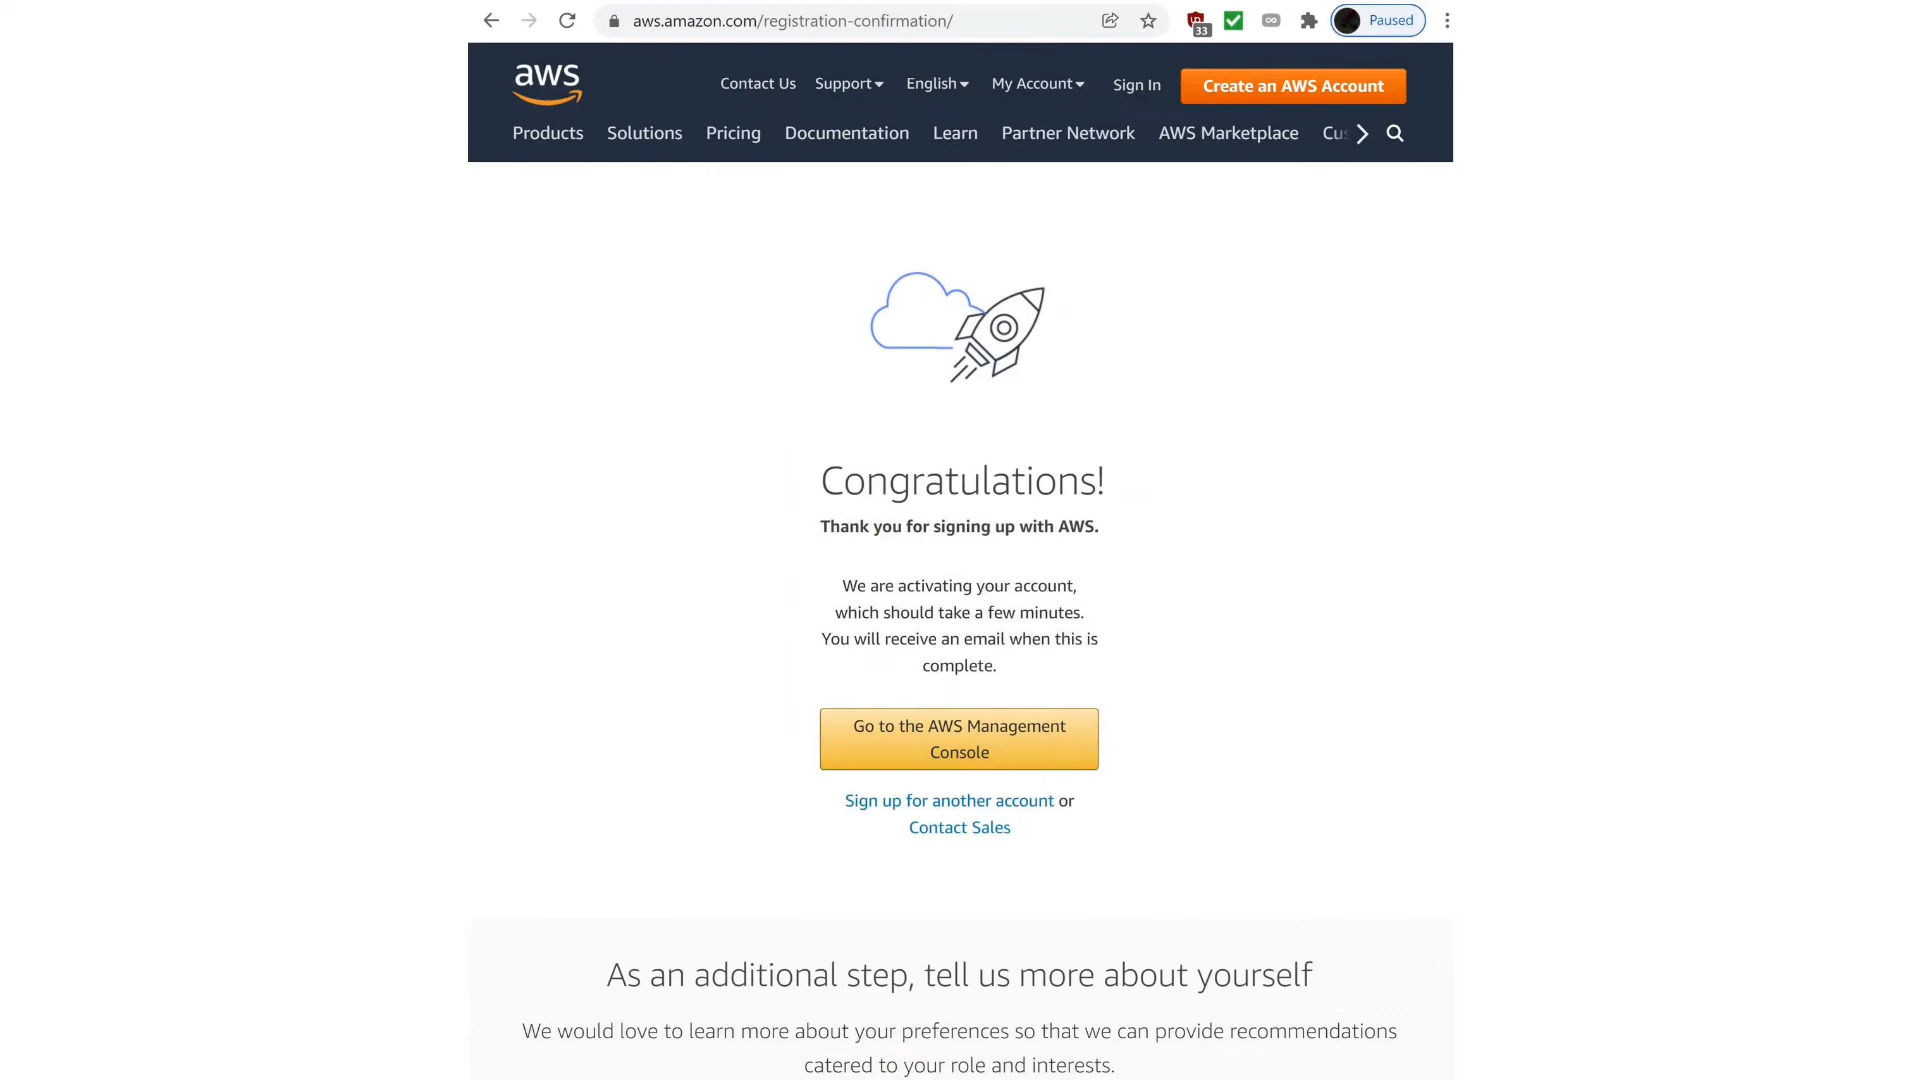 aws.amazon.com/registration-confirmation/
33
Paused
aws
Contact Us Support English My Account Sign In Create an AWS Account
Products Solutions Pricing Documentation Learn Partner Network AWS Marketplace Cus
Congratulations!
Thank you for signing up with AWS.
We are activating your account,
which should take a few minutes.
You will receive an email when this is
complete.
Go to the AWS Management
Console
Sign up for another account or
Contact Sales
As an additional step, tell us more about yourself
We would love to learn more about your preferences so that we can provide recommendations
catered to your role and interests.